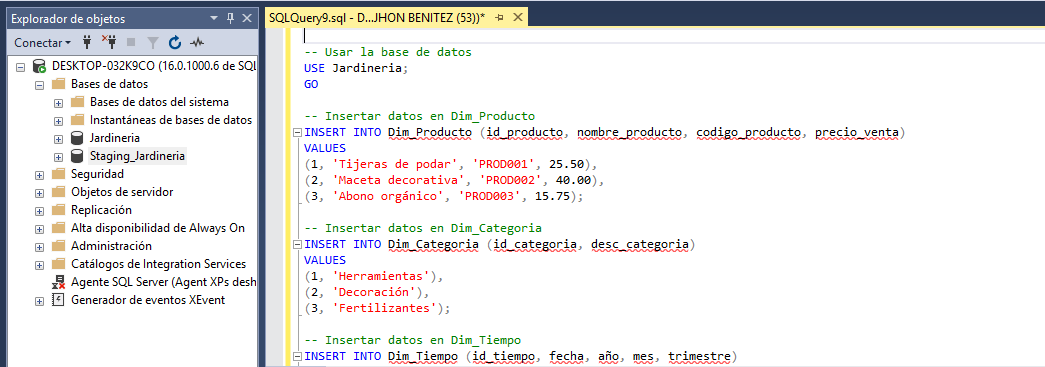 Explorador de objetos
Conectar
DESKTOP-032K9CO (16.0.1000.6 de SQL
Bases de datos
Bases de datos del sistema
Instantáneas de bases de datos
Jardineria
Staging_Jardineria
Seguridad
Objetos de servidor
Replicación
Alta disponibilidad de Always On
Administración
Catálogos de Integration Services
Agente SQL Server (Agent XPs desh
Generador de eventos XEvent
SQLQuery9.sql - D...JHON BENITEZ (53))*
-- Usar la base de datos
USE Jardineria;
GO
-- Insertar datos en Dim_Producto
INSERT INTO Dim_Producto (id_producto, nombre_producto, codigo_producto, precio_venta)
VALUES
(1, 'Tijeras de podar', 'PROD001', 25.50),
(2, 'Maceta decorativa', 'PROD002', 40.00),
(3, 'Abono orgánico', 'PROD003', 15.75);
-- Insertar datos en Dim_Categoria
INSERT INTO Dim_Categoria (id_categoria, desc_categoria)
VALUES
(1, 'Herramientas'),
(2, 'Decoración'),
(3, 'Fertilizantes');
-- Insertar datos en Dim_Tiempo
INSERT INTO Dim_Tiempo (id_tiempo, fecha, año, mes, trimestre)